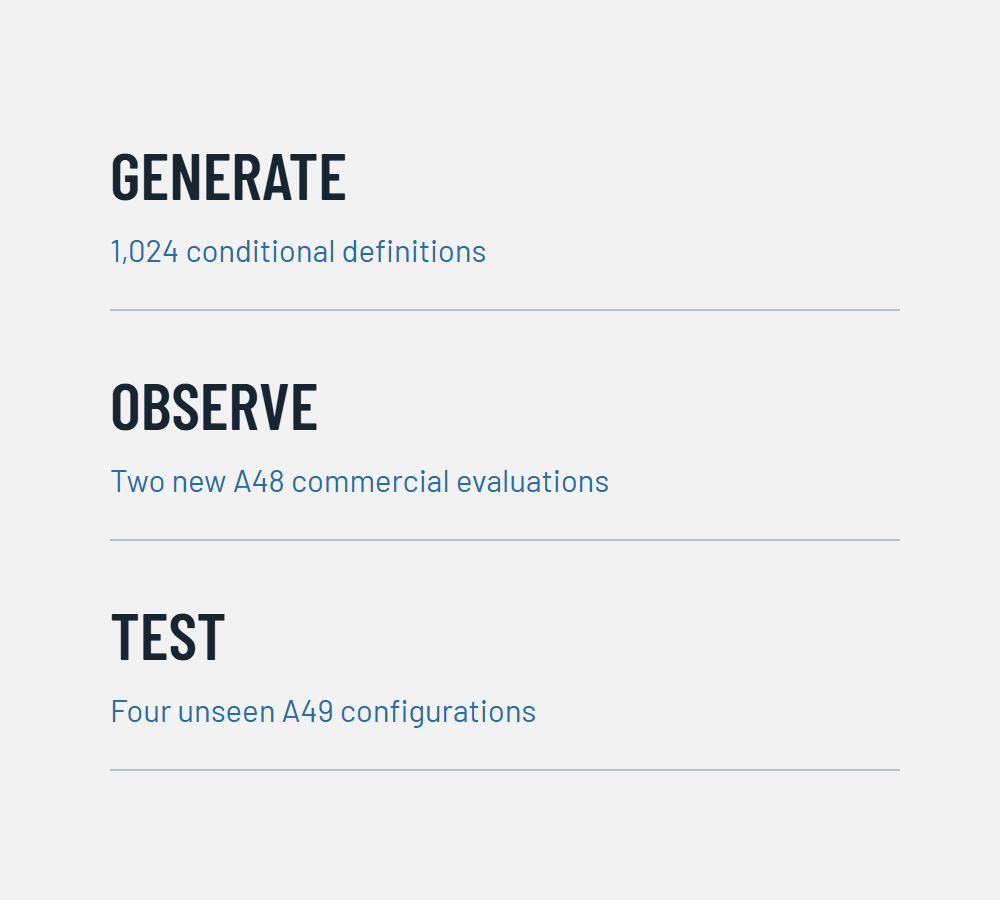 GENERATE
1,024 conditional definitions
OBSERVE
Two new A48 commercial evaluations
TEST
Four unseen A49 configurations